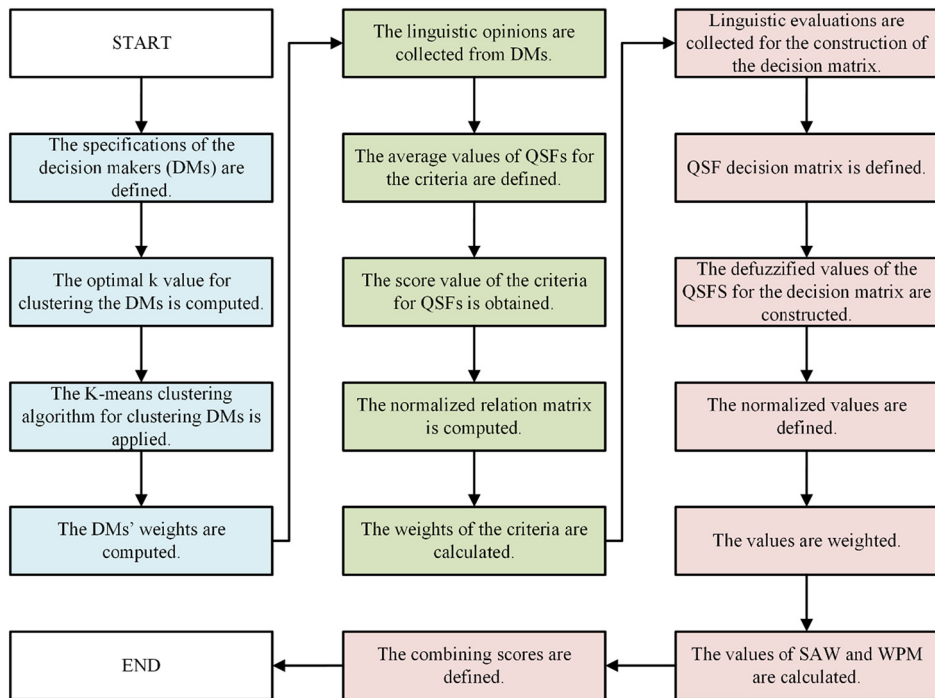 START
The specifications of the
decision makers (DMs) are
defined.
The optimal k value for
clustering the DMs is computed.
The K-means clustering
algorithm for clustering DMs is
applied.
The DMs’ weights are
computed.
The linguistic opinions are
collected from DMs.
The average values of QSFs for
the criteria are defined.
The score value of the criteria
for QSFs is obtained.
The normalized relation matrix
is computed.
The weights of the criteria are
calculated.
Linguistic evaluations are
collected for the construction of
the decision matrix.
QSF decision matrix is defined.
The defuzzified values of the
QSFS for the decision matrix are
constructed.
The normalized values are
defined.
The values are weighted.
The values of SAW and WPM
are calculated.
The combining scores are
defined.
END